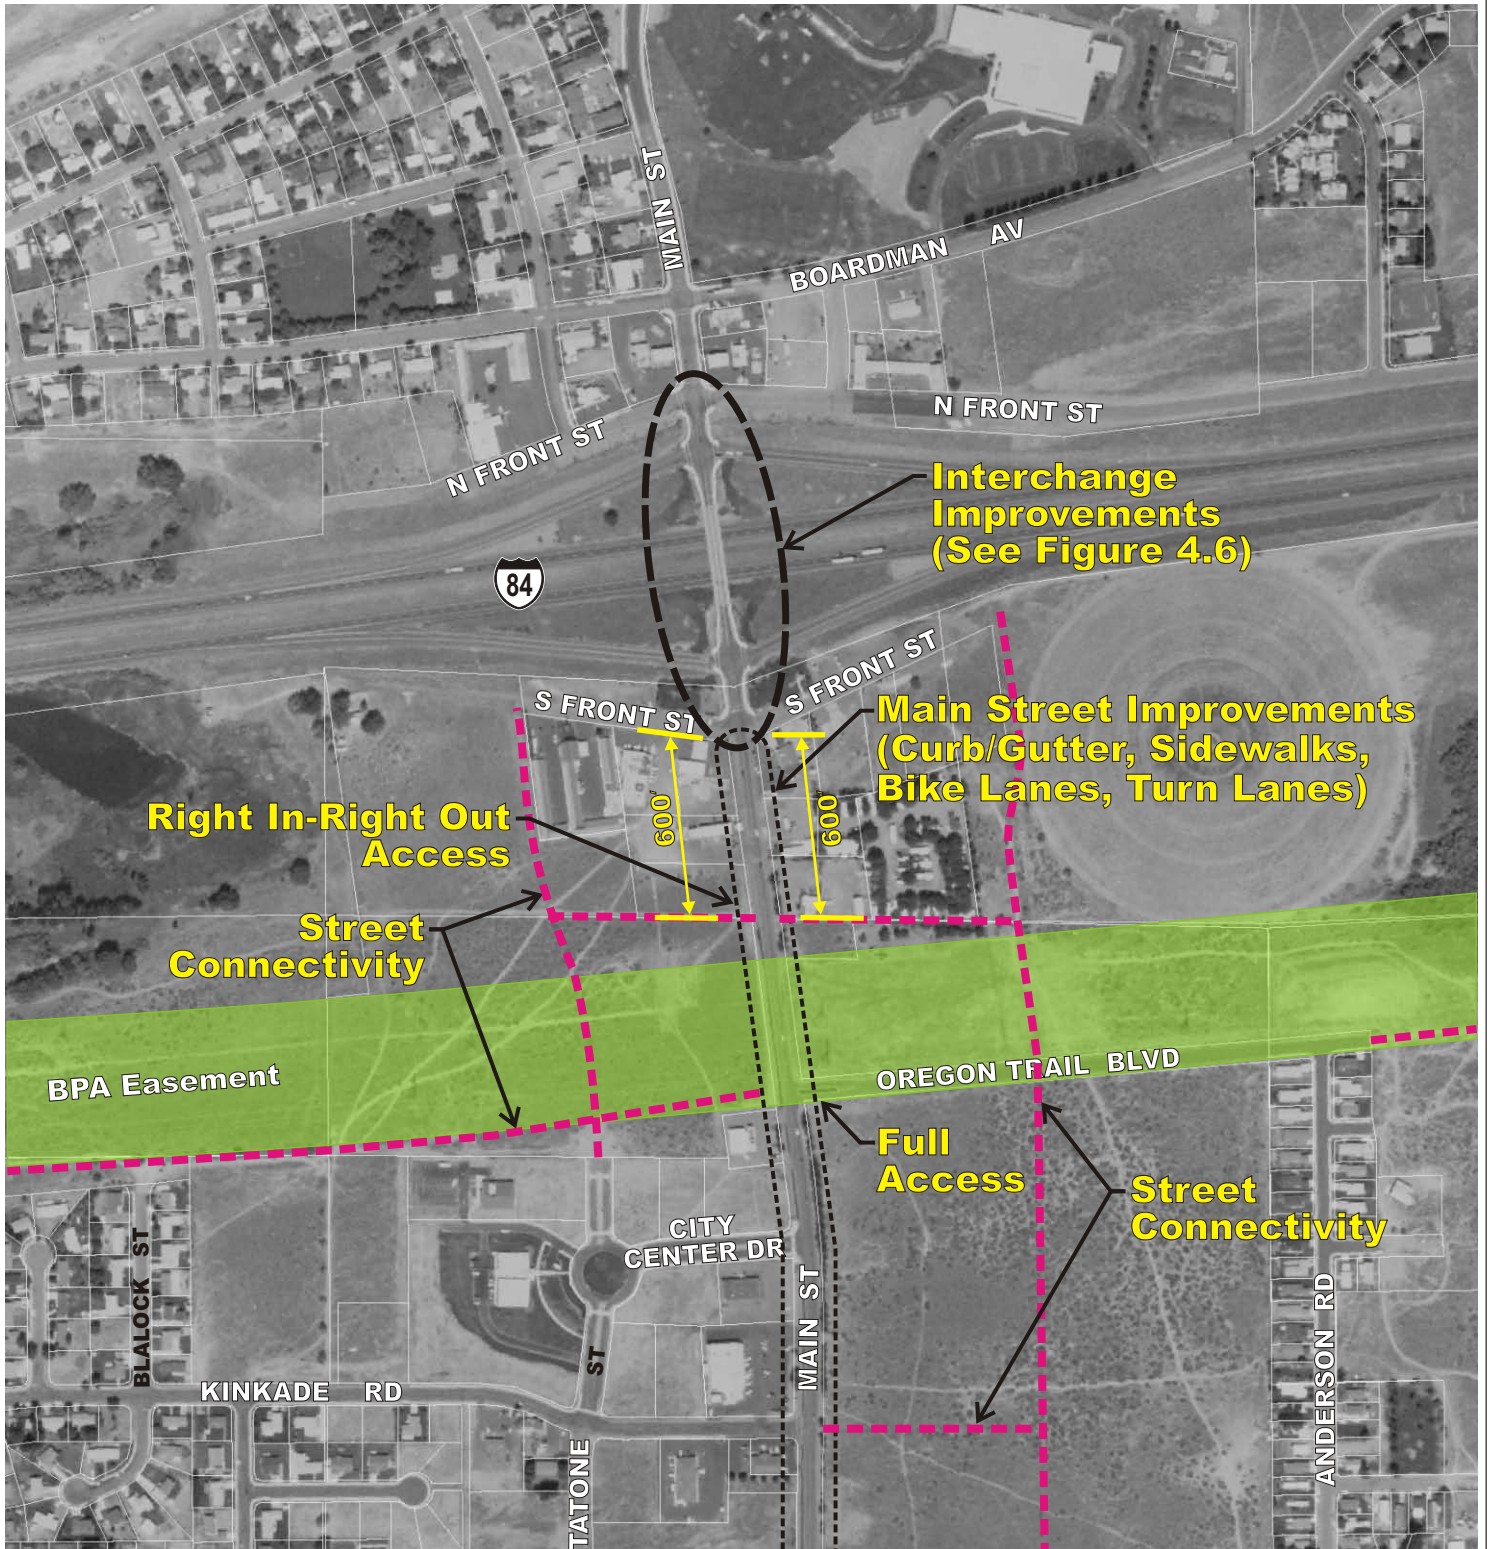 MAIN ST
BOARDMAN AV
N FRONT ST
N FRONT ST
Interchange
Improvements
(See Figure 4.6)
84
S FRONT ST
S FRONT ST
Main Street Improvements
(Curb/Gutter, Sidewalks,
Bike Lanes, Turn Lanes)
600'
600'
Right In-Right Out
Access
Street
Connectivity
BPA Easement
OREGON TRAIL BLVD
Full
Access
Street
Connectivity
CITY
CENTER DR
BLALOCK ST
MAIN ST
ANDERSON RD
KINKADE RD
TATONE ST